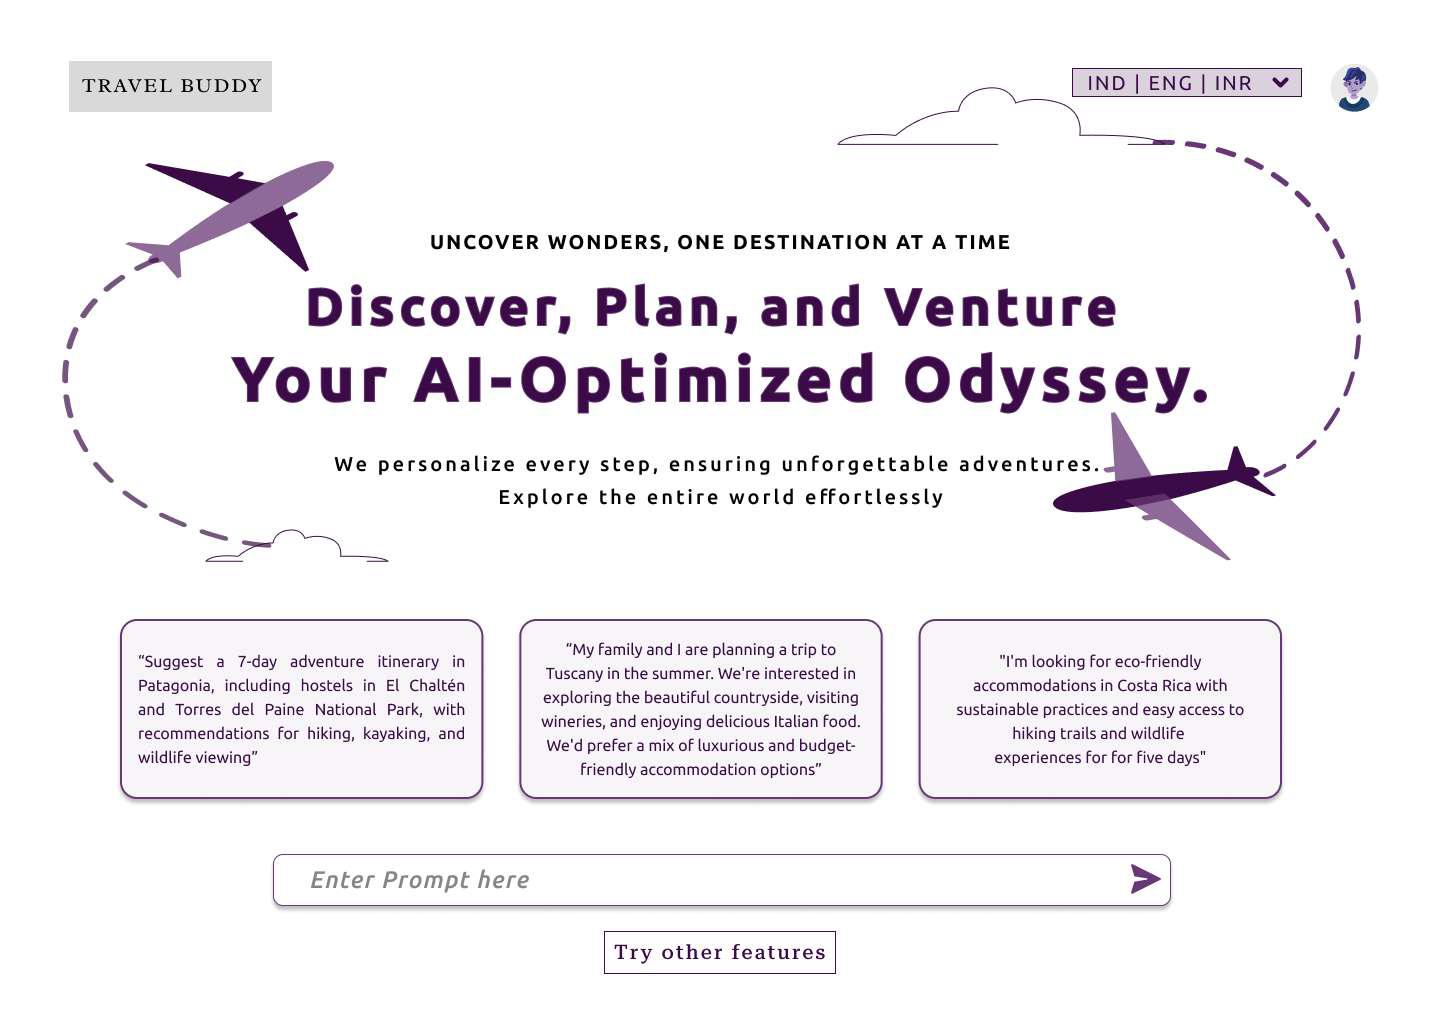 TRAVEL BUDDY
IND | ENG | INR
UNCOVER WONDERS, ONE DESTINATION AT A TIME
Discover, Plan, and Venture
Your AI-Optimized Odyssey.
We personalize every step, ensuring unforgettable adventures.
Explore the entire world effortlessly
“Suggest a 7-day adventure itinerary in
Patagonia, including hostels in El Chaltén
and Torres del Paine National Park, with
recommendations for hiking, kayaking, and
wildlife viewing”
“My family and I are planning a trip to
Tuscany in the summer. We're interested in
exploring the beautiful countryside, visiting
wineries, and enjoying delicious Italian food.
We'd prefer a mix of luxurious and budget-
friendly accommodation options”
"I'm looking for eco-friendly
accommodations in Costa Rica with
sustainable practices and easy access to
hiking trails and wildlife
experiences for for five days"
Enter Prompt here
Try other features